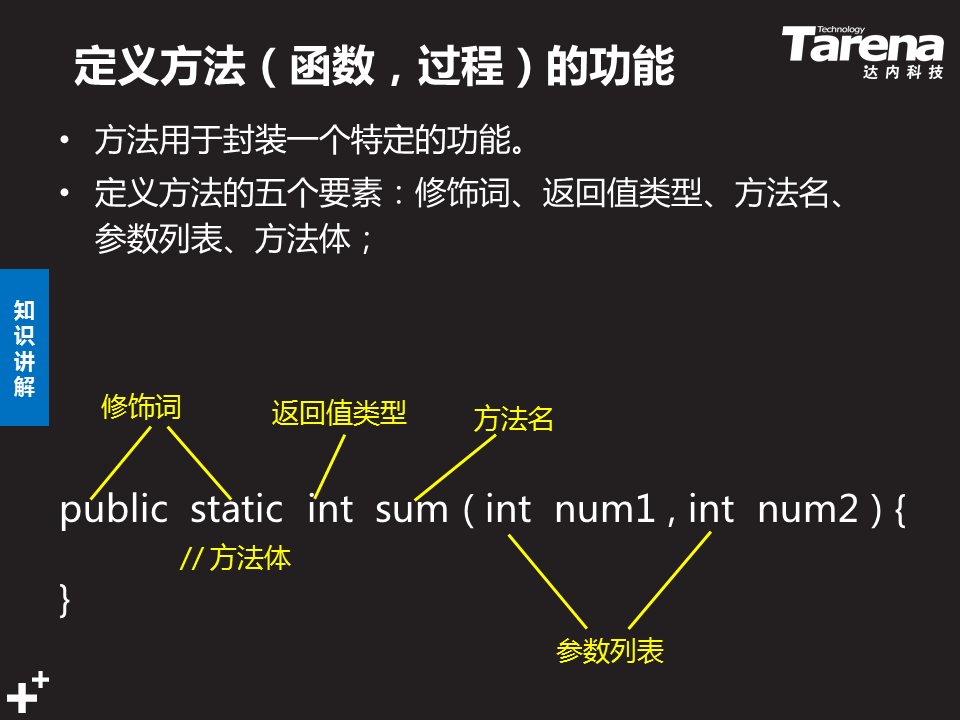 定义方法（函数，过程）的功能
Technology
Tarena
达内科技
• 方法用于封装一个特定的功能。
• 定义方法的五个要素：修饰词、返回值类型、方法名、
参数列表、方法体；
知识讲解
修饰词 返回值类型 方法名
public static int sum（int num1，int num2）{
// 方法体
}
参数列表